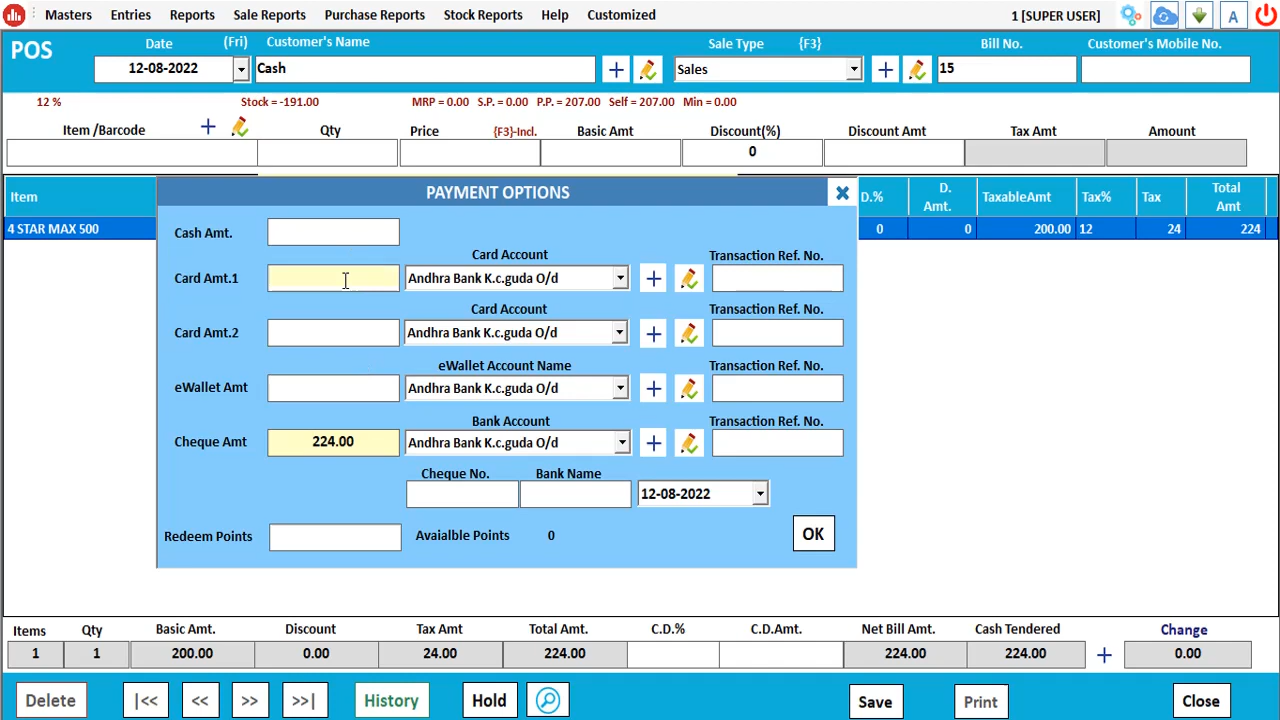 Masters Entries Reports Sale Reports Purchase Reports Stock Reports Help Customized 1 [SUPER USER] A
POS Date (Fri) Customer's Name Sale Type {F3} Bill No. Customer's Mobile No.
12-08-2022 Cash Sales 15
12 % Stock = -191.00 MRP = 0.00 S.P. = 0.00 P.P. = 207.00 Self = 207.00 Min = 0.00
Item /Barcode Qty Price {F3}-Incl. Basic Amt Discount(%) Discount Amt Tax Amt Amount
0
Item D.% D. Amt. TaxableAmt Tax% Tax Total Amt
4 STAR MAX 500 0 0 200.00 12 24 224
PAYMENT OPTIONS
Cash Amt.
Card Account Transaction Ref. No.
Card Amt.1 Andhra Bank K.c.guda O/d
Card Account Transaction Ref. No.
Card Amt.2 Andhra Bank K.c.guda O/d
eWallet Account Name Transaction Ref. No.
eWallet Amt Andhra Bank K.c.guda O/d
Bank Account Transaction Ref. No.
Cheque Amt 224.00 Andhra Bank K.c.guda O/d
Cheque No. Bank Name
12-08-2022
Redeem Points Avaialble Points 0 OK
Items Qty Basic Amt. Discount Tax Amt Total Amt. C.D.% C.D.Amt. Net Bill Amt. Cash Tendered Change
1 1 200.00 0.00 24.00 224.00 224.00 224.00 0.00
Delete |<< << >> >>| History Hold Save Print Close